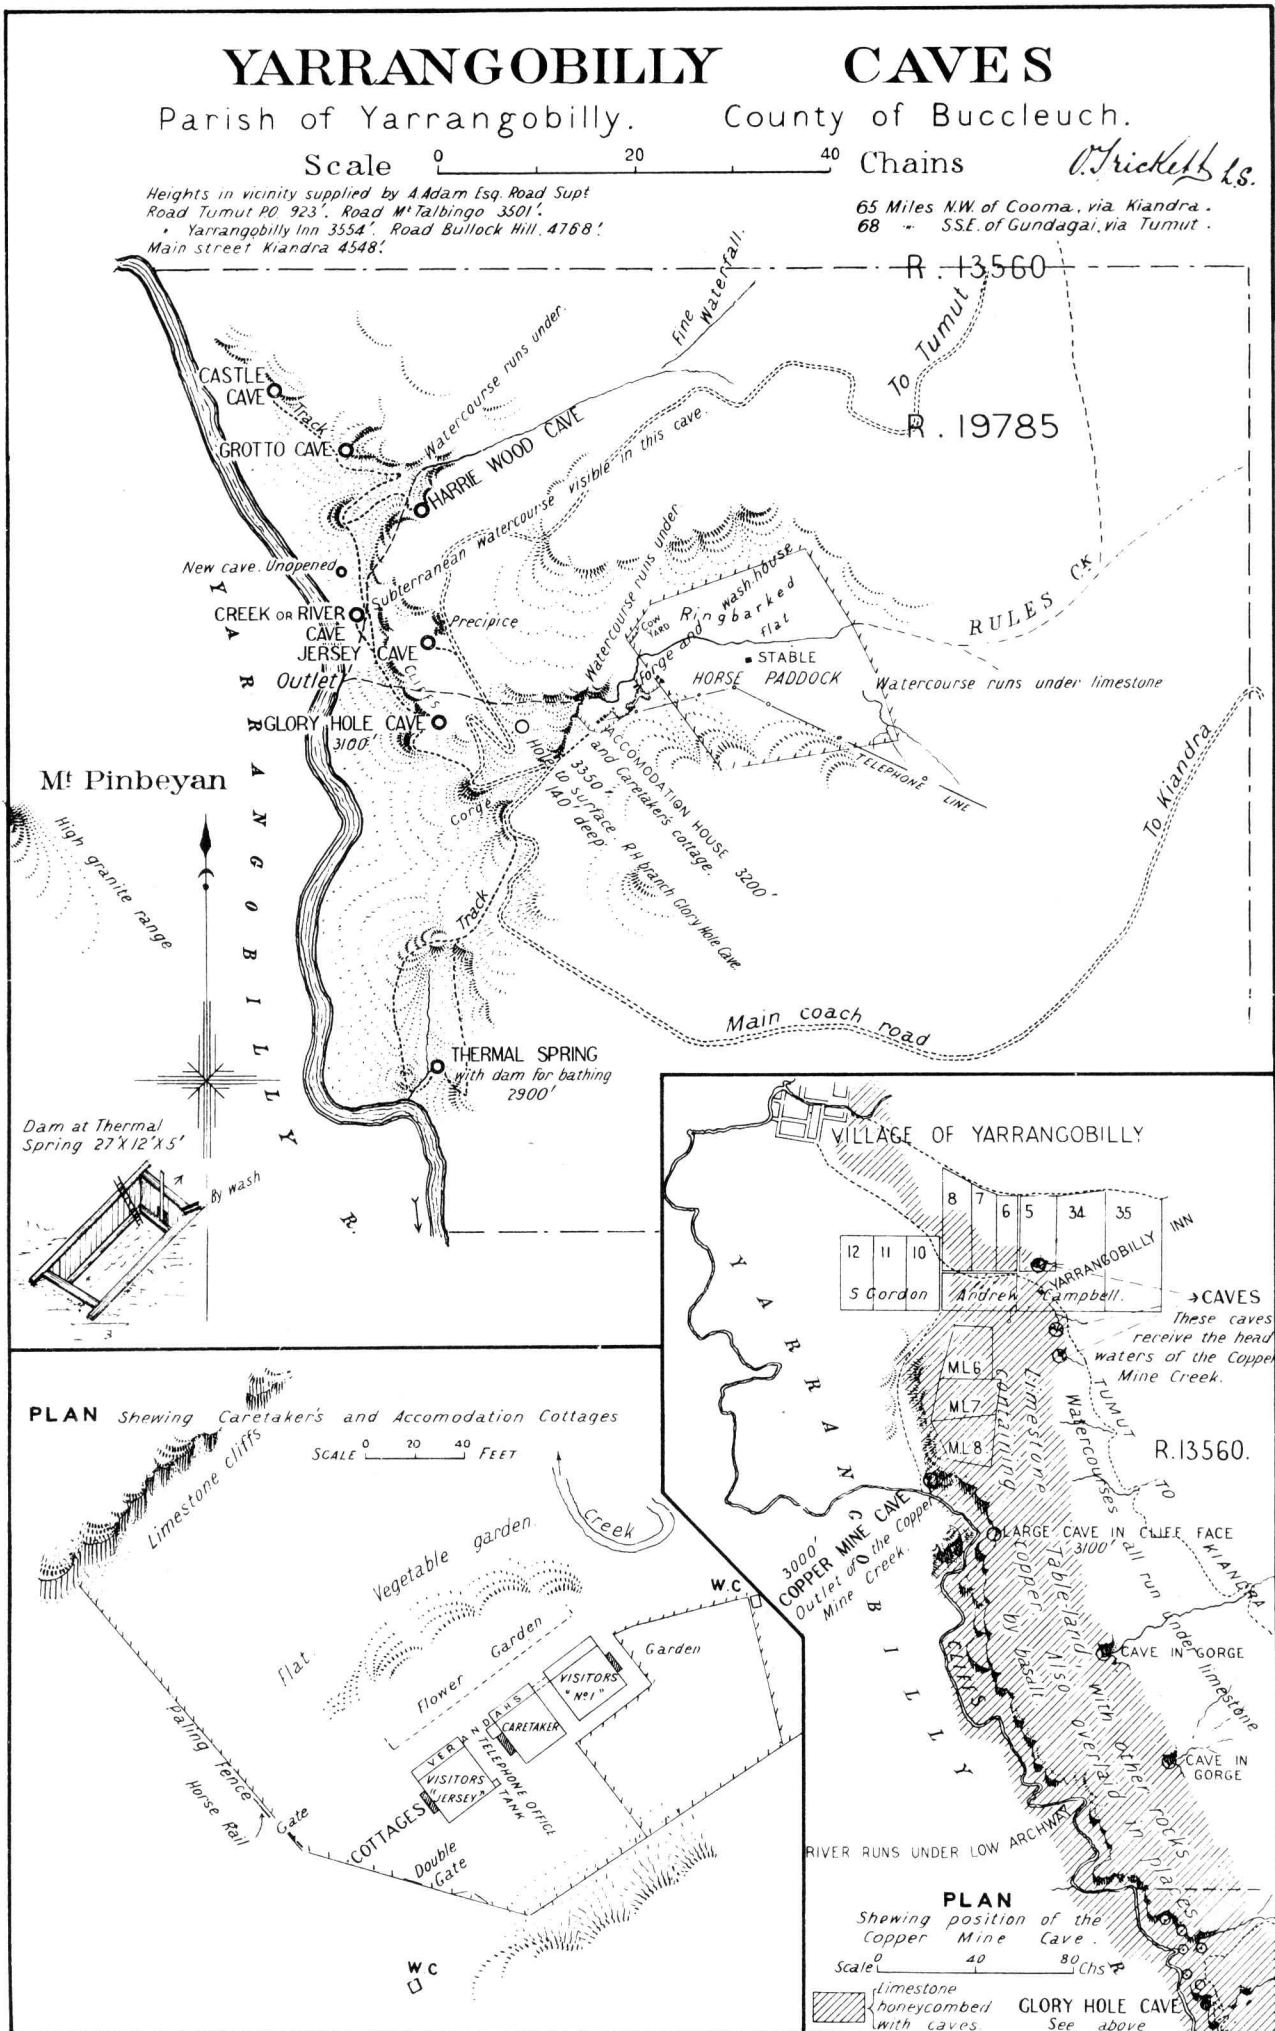 YARRANGOBILLY CAVES
Parish of Yarrangobilly. County of Buccleuch.
Scale 0 20 40 Chains
O.Trickett L.S.
Heights in vicinity supplied by A.Adam Esq. Road Supt
Road Tumut PO 923'. Road Mt Talbingo 3501'.
" Yarrangobilly Inn 3554'. Road Bullock Hill. 4768'.
Main street Kiandra 4548'.
65 Miles N.W. of Cooma, via Kiandra.
68 " S.S.E. of Gundagai, via Tumut.
R. 13560
Fine Waterfall.
To Tumut
R. 19785
CASTLE
CAVE
Track
GROTTO CAVE
Watercourse runs under.
HARRIE WOOD CAVE
Subterranean Watercourse visible in this cave.
New cave. Unopened
CREEK OR RIVER
CAVE
JERSEY CAVE
Precipice
Outlet
CLIFFS
GLORY HOLE CAVE
3100'
Watercourse runs under
COW
YARD
Forge and wash-house
Ringbarked
flat
STABLE
HORSE PADDOCK
RULES CK
Watercourse runs under limestone
TELEPHONE
LINE
ACCOMODATION HOUSE 3200'
and Caretaker's cottage.
3350'.
Hole to surface. RH branch Glory Hole Cave
140' deep
Gorge
Track
To Kiandra
Main coach road
Mt Pinbeyan
High granite range
YARRANGOBILLY R.
THERMAL SPRING
with dam for bathing
2900'
Dam at Thermal
Spring 27'X12'X5'
By wash
3
PLAN Shewing Caretaker's and Accomodation Cottages
SCALE 0 20 40 FEET
Limestone cliffs
Creek
Vegetable garden.
Flat
Flower Garden
W.C
Garden
VISITORS
"No1"
CARETAKER
VERANDAHS
VISITORS
"JERSEY"
TELEPHONE OFFICE
TANK
COTTAGES
Paling Fence
Horse Rail
Gate
Double
Gate
W C
VILLAGE OF YARRANGOBILLY
8 7 6 5 34 35
12 11 10
S Gordon Andrew Campbell.
YARRANGOBILLY INN
CAVES
These caves
receive the head
waters of the Copper
Mine Creek.
ML6
ML7
ML8
TUMUT TO KIANDRA
R.13560.
Limestone Table-land with other rocks
containing copper. Also overlaid in places
by basalt
Watercourses all run under limestone
YARRANGOBILLY R
3000'
COPPER MINE CAVE
Outlet of the Copper
Mine Creek.
LARGE CAVE IN CLIFF FACE
3100'
CLIFFS
CAVE IN GORGE
CAVE IN
GORGE
RIVER RUNS UNDER LOW ARCHWAY
PLAN
Shewing position of the
Copper Mine Cave.
Scale 0 40 80 Chs
Limestone
honeycombed
with caves.
GLORY HOLE CAVE
See above